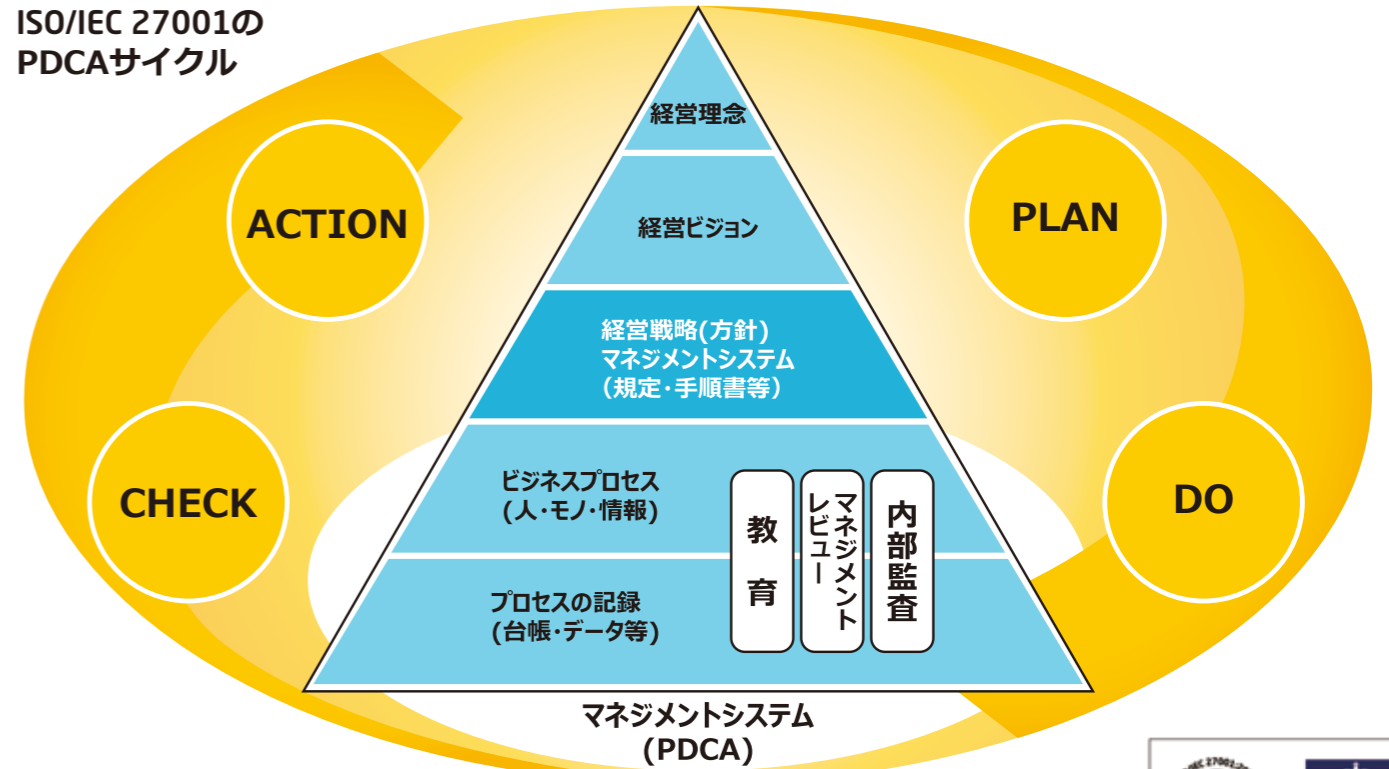 ISO/IEC 27001の
PDCAサイクル
経営理念
経営ビジョン
経営戦略(方針)
マネジメントシステム
(規定・手順書等)
ビジネスプロセス
(人・モノ・情報)
プロセスの記録
(台帳・データ等)
教育
マネジメント
レビュー
内部監査
ACTION
PLAN
CHECK
DO
マネジメントシステム
(PDCA)